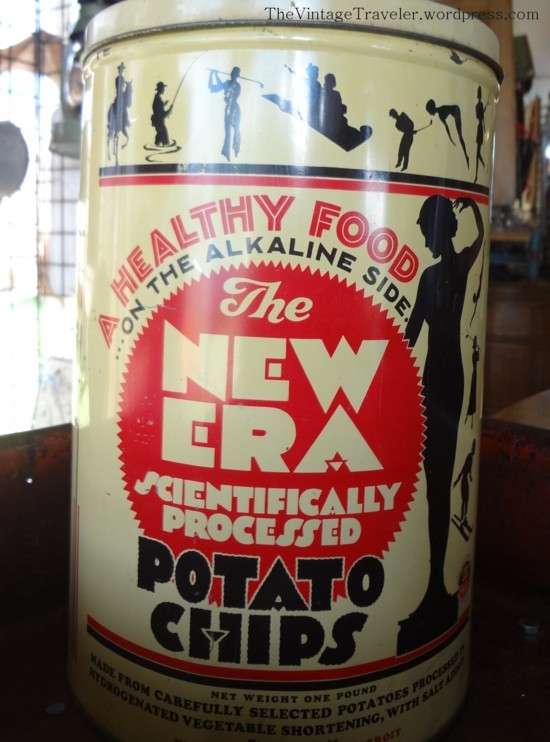 TheVintageTraveler.wordpress.com
A HEALTHY FOOD
...ON THE ALKALINE SIDE...
The
NEW
ERA
SCIENTIFICALLY
PROCESSED
POTATO
CHIPS
NET WEIGHT ONE POUND
MADE FROM CAREFULLY SELECTED POTATOES PROCESSED IN
HYDROGENATED VEGETABLE SHORTENING, WITH SALT